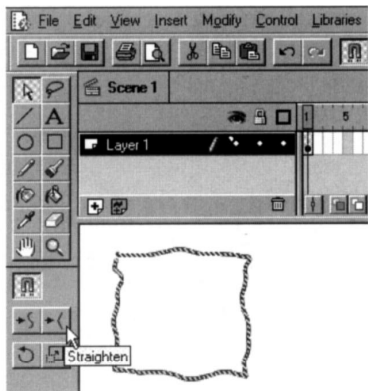 File Edit View Insert Modify Control Libraries
Scene 1
1 5
Layer 1
A
Straighten